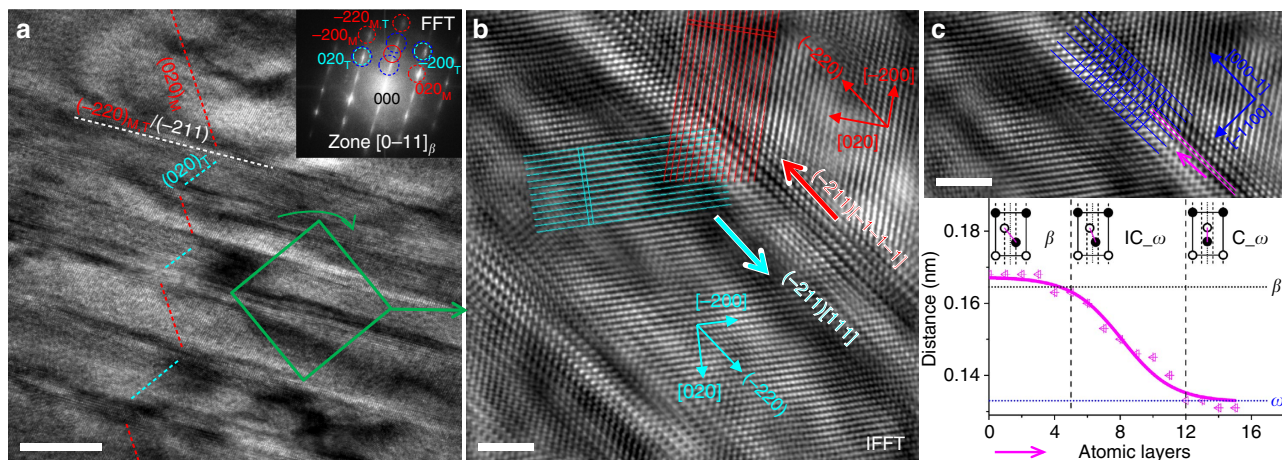 a
FFT
−220M,T
−200M
020T
−200T
020M
000
Zone [0−11]β
(020)M
(−220)M,T/(−211)
(020)T
b
(−220)
[−200]
[020]
(−211)[−1−1−1]
(−211)[111]
[−200]
[020]
(−220)
IFFT
c
[000−1]
[−1100]
β
IC_ω
C_ω
0.18
0.16
0.14
Distance (nm)
β
ω
0
4
8
12
16
Atomic layers